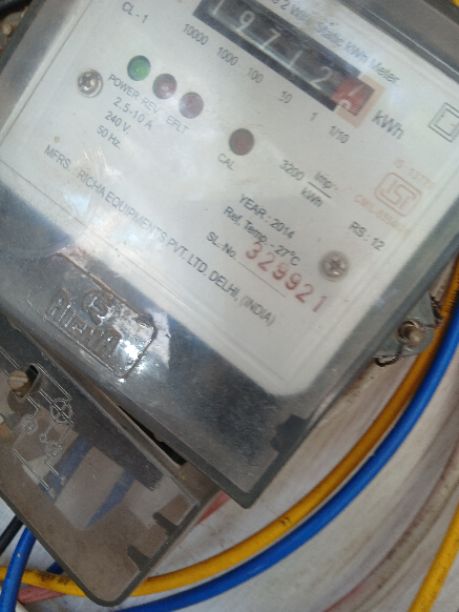 2 Wire Static kWh Meter
CL - 1
19712
10000 1000 100 10 1 1/10
kWh
POWER REV EFLT
2.5-10 A
240 V
50 Hz
CAL
3200 Imp / kWh
RS : 12
YEAR : 2014
Ref. Temp. - 27°C
SL. No. 329921
MFRS. : RICHA EQUIPMENTS PVT. LTD. DELHI, (INDIA)